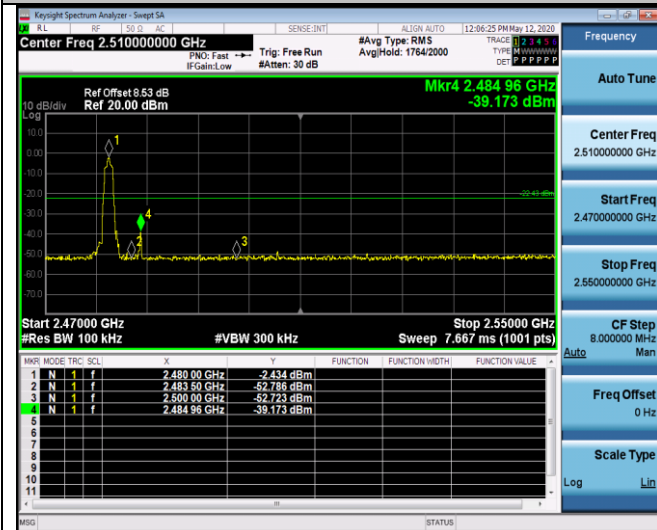 Keysight Spectrum Analyzer - Swept SA
RL RF 50 Ω AC SENSE:INT ALIGN AUTO 12:06:25 PM May 12, 2020
Center Freq 2.510000000 GHz
PNO: Fast
IFGain:Low
Trig: Free Run
#Atten: 30 dB
#Avg Type: RMS
Avg|Hold: 1764/2000
TRACE 1 2 3 4 5 6
TYPE M WWWWW
DET P P P P P P
Frequency
Mkr4 2.484 96 GHz
-39.173 dBm
Ref Offset 8.53 dB
10 dB/div Ref 20.00 dBm
Log
10.0
0.00
-10.0
-20.0
-30.0
-40.0
-50.0
-60.0
-70.0
1
2
3
4
-22.43 dBm
Start 2.47000 GHz Stop 2.55000 GHz
#Res BW 100 kHz #VBW 300 kHz Sweep 7.667 ms (1001 pts)
MKR MODE TRC SCL X Y FUNCTION FUNCTION WIDTH FUNCTION VALUE
1 N 1 f 2.480 00 GHz -2.434 dBm
2 N 1 f 2.483 50 GHz -52.786 dBm
3 N 1 f 2.500 00 GHz -52.723 dBm
4 N 1 f 2.484 96 GHz -39.173 dBm
5
6
7
8
9
10
11
MSG STATUS
Auto Tune
Center Freq
2.510000000 GHz
Start Freq
2.470000000 GHz
Stop Freq
2.550000000 GHz
CF Step
8.000000 MHz
Auto Man
Freq Offset
0 Hz
Scale Type
Log Lin